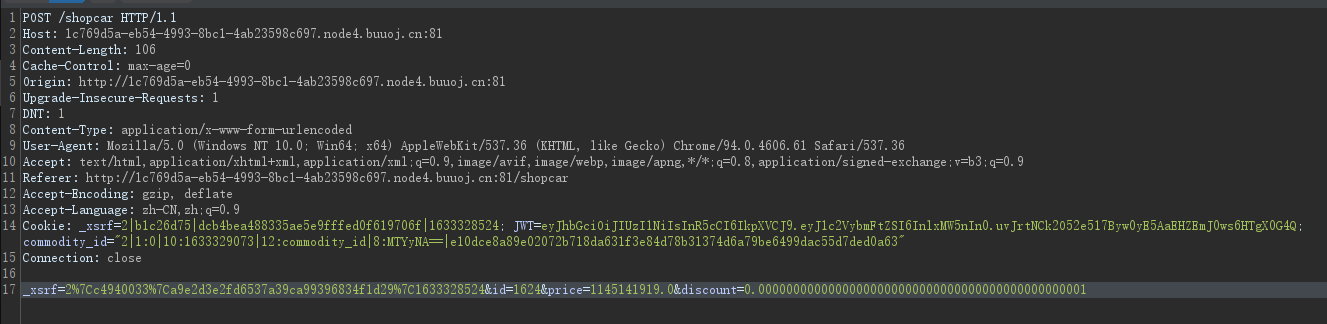 1 POST /shopcar HTTP/1.1
2 Host: 1c769d5a-eb54-4993-8bc1-4ab23598c697.node4.buuoj.cn:81
3 Content-Length: 106
4 Cache-Control: max-age=0
5 Origin: http://1c769d5a-eb54-4993-8bc1-4ab23598c697.node4.buuoj.cn:81
6 Upgrade-Insecure-Requests: 1
7 DNT: 1
8 Content-Type: application/x-www-form-urlencoded
9 User-Agent: Mozilla/5.0 (Windows NT 10.0; Win64; x64) AppleWebKit/537.36 (KHTML, like Gecko) Chrome/94.0.4606.61 Safari/537.36
10 Accept: text/html,application/xhtml+xml,application/xml;q=0.9,image/avif,image/webp,image/apng,*/*;q=0.8,application/signed-exchange;v=b3;q=0.9
11 Referer: http://1c769d5a-eb54-4993-8bc1-4ab23598c697.node4.buuoj.cn:81/shopcar
12 Accept-Encoding: gzip, deflate
13 Accept-Language: zh-CN,zh;q=0.9
14 Cookie: _xsrf=2|b1c26d75|dcb4bea488335ae5e9ffffed0f619706f|1633328524; JWT=eyJhbGciOiJIUzI1NiIsInR5cCI6IkpXVCJ9.eyJ1c2VybmFtZSI6InlxMW5nIn0.uvJrtNCk2052e517Byw0yE5AaEHZEmJ0ws6HTgX0G4Q;
commodity_id="2|1:0|10:1633329073|12:commodity_id|8:MTYyNA==|e10dce8a89e02072b718da631f3e84d78b31374d6a79be6499dac55d7ded0a63"
15 Connection: close
16
17 _xsrf=2%7Cc4940033%7Ca9e2d3e2fd6537a39ca99396834f1d29%7C1633328524&id=1624&price=1145141919.0&discount=0.00000000000000000000000000000000000000000000001